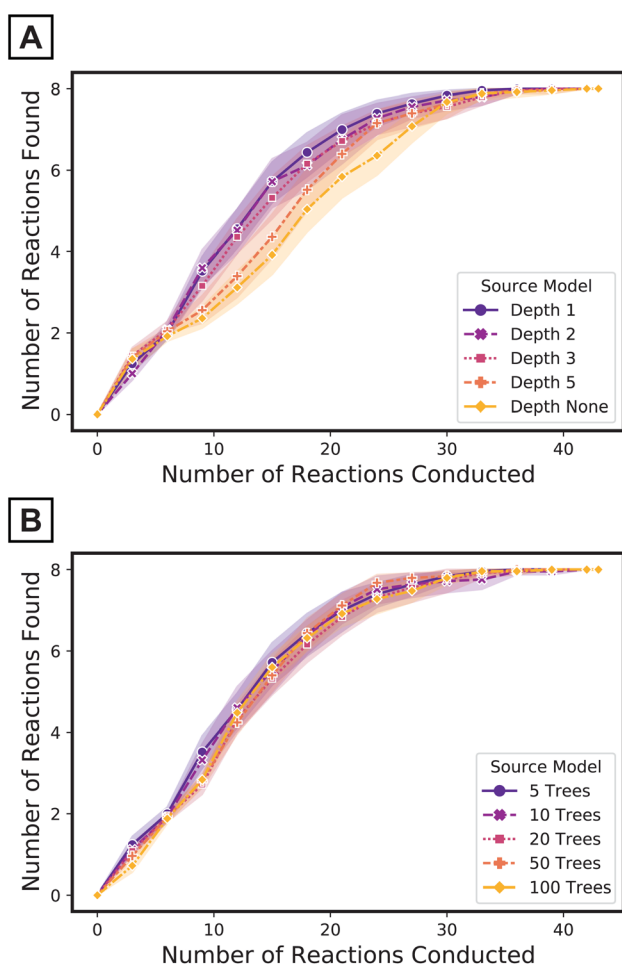 A
Number of Reactions Found
8
6
4
2
0
Source Model
Depth 1
Depth 2
Depth 3
Depth 5
Depth None
0
10
20
30
40
Number of Reactions Conducted
B
Number of Reactions Found
8
6
4
2
0
Source Model
5 Trees
10 Trees
20 Trees
50 Trees
100 Trees
0
10
20
30
40
Number of Reactions Conducted